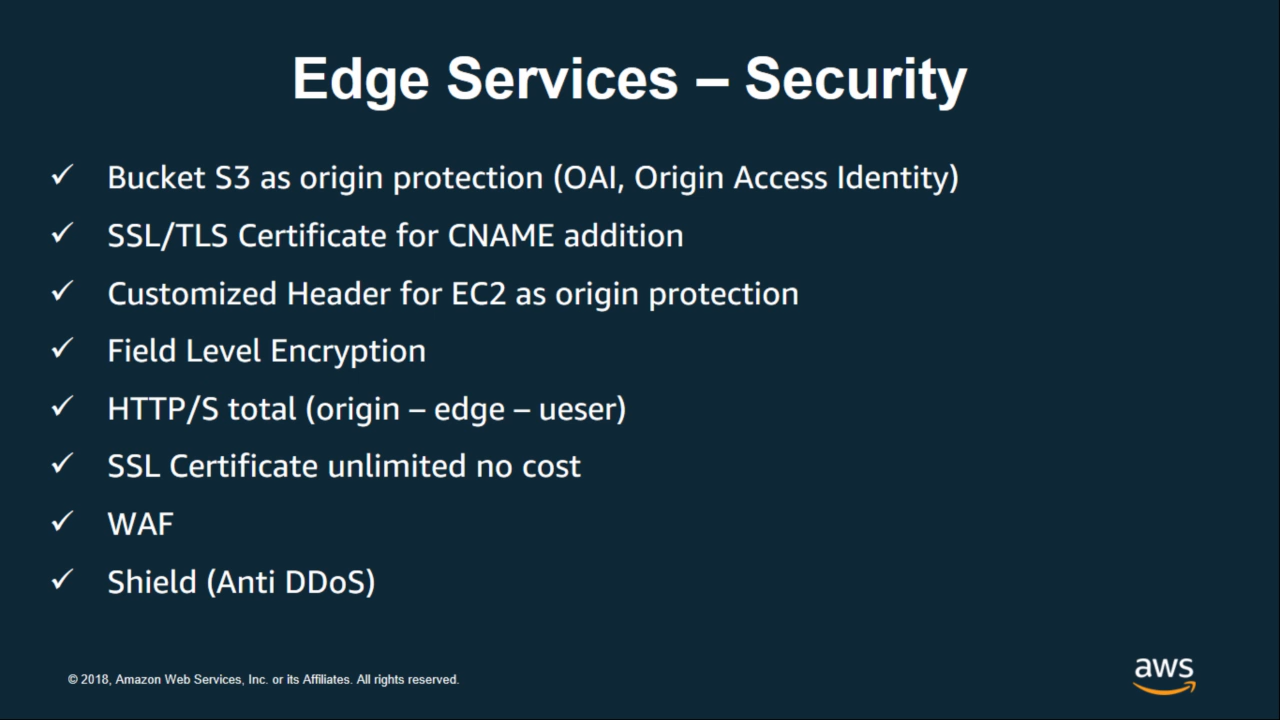 Edge Services – Security
✓ Bucket S3 as origin protection (OAI, Origin Access Identity)
✓ SSL/TLS Certificate for CNAME addition
✓ Customized Header for EC2 as origin protection
✓ Field Level Encryption
✓ HTTP/S total (origin – edge – ueser)
✓ SSL Certificate unlimited no cost
✓ WAF
✓ Shield (Anti DDoS)
© 2018, Amazon Web Services, Inc. or its Affiliates. All rights reserved.
aws